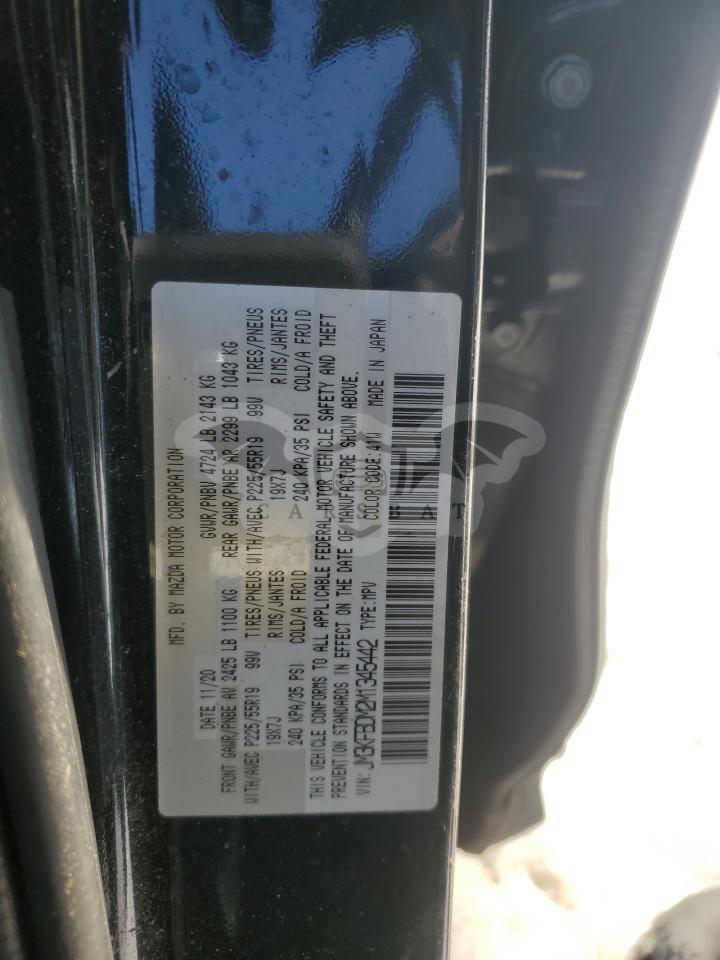 MFD. BY MAZDA MOTOR CORPORATION
DATE 11/20 GVWR/PNBV 4724 LB 2143 KG
FRONT GAWR/PNBE AV 2425 LB 1100 KG REAR GAWR/PNBE AR 2299 LB 1043 KG
WITH/AVEC P225/55R19 99V TIRES/PNEUS WITH/AVEC P225/55R19 99V TIRES/PNEUS
19X7J RIMS/JANTES 19X7J RIMS/JANTES
240 KPA/35 PSI COLD/A FROID 240 KPA/35 PSI COLD/A FROID
THIS VEHICLE CONFORMS TO ALL APPLICABLE FEDERAL MOTOR VEHICLE SAFETY AND THEFT
PREVENTION STANDARDS IN EFFECT ON THE DATE OF MANUFACTURE SHOWN ABOVE.
VIN: JM3KFBDM2M1345442 TYPE:MPV COLOR CODE:41W MADE IN JAPAN
CARSBAT